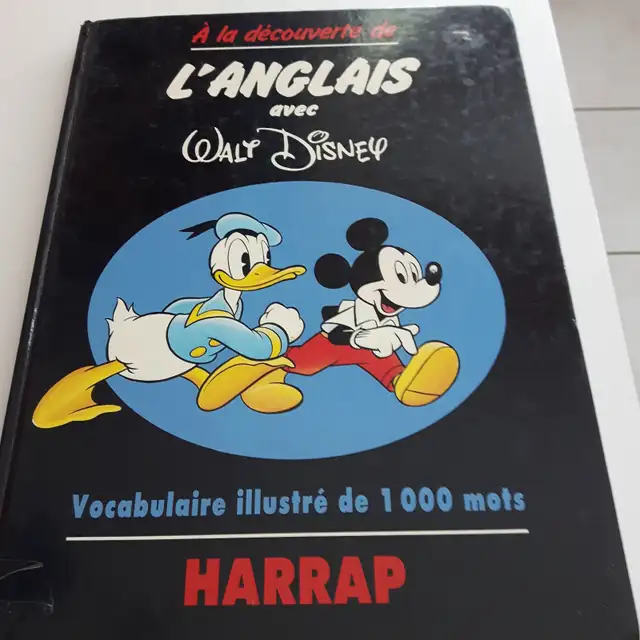 À la découverte de
L'ANGLAIS
avec
WALT DISNEY
Vocabulaire illustré de 1 000 mots
HARRAP